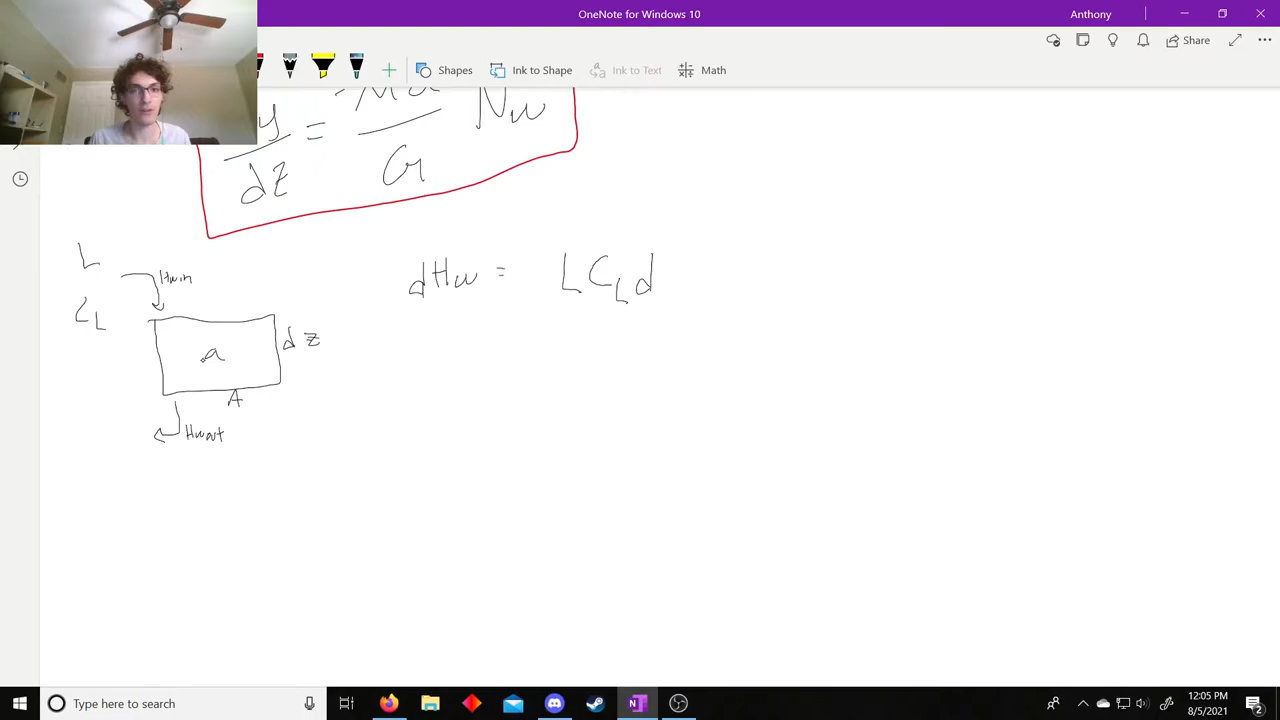 OneNote for Windows 10
Anthony
Shapes
Ink to Shape
Ink to Text
Math
Share
dz = G Nw
L
Hwin
CL
a
dz
A
Hwout
dHw = LCLd
Type here to search
12:05 PM
8/5/2021
2